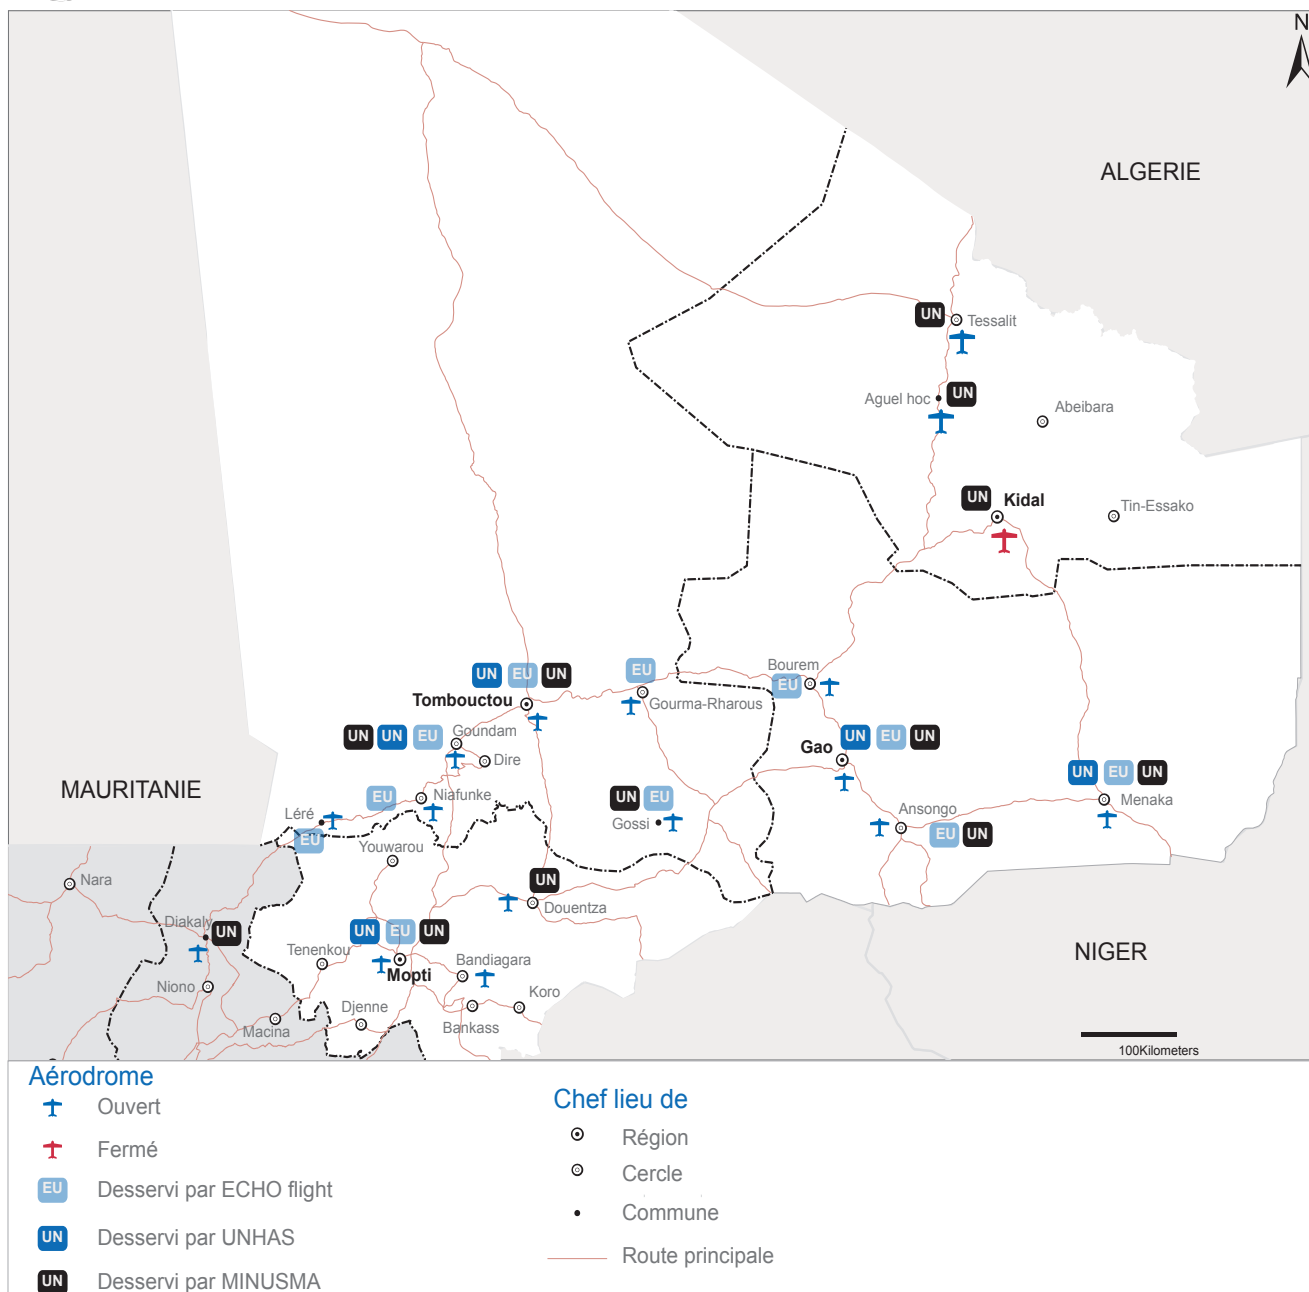 N
ALGERIE
UN
Tessalit
Aguel hoc
UN
Abeibara
UN
Kidal
Tin-Essako
UN EU UN
EU
Bourem
EU
Tombouctou
Gourma-Rharous
UN UN EU
Goundam
UN EU UN
Gao
Dire
UN EU UN
MAURITANIE
EU
Niafunke
UN EU
Menaka
Léré
Gossi
Ansongo
EU
EU UN
Youwarou
Nara
UN
Douentza
Diakaly
UN
UN EU UN
Tenenkou
Bandiagara
NIGER
Mopti
Niono
Koro
Djenne
Bankass
Macina
100Kilometers
Aérodrome
Ouvert
Fermé
EU Desservi par ECHO flight
UN Desservi par UNHAS
UN Desservi par MINUSMA
Chef lieu de
Région
Cercle
Commune
Route principale